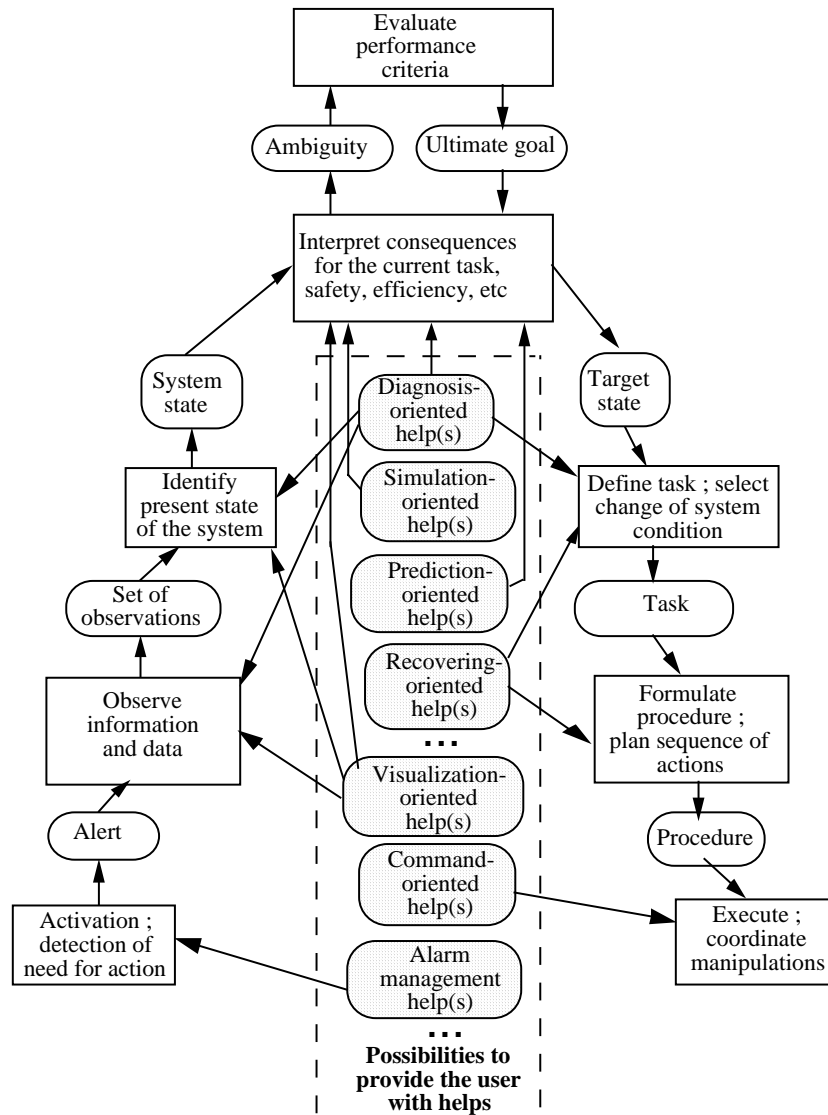 Evaluate
performance
criteria
Ambiguity
Ultimate goal
Interpret consequences
for the current task,
safety, efficiency, etc
System
state
Diagnosis-
oriented
help(s)
Target
state
Identify
present state
of the system
Simulation-
oriented
help(s)
Define task ; select
change of system
condition
Set of
observations
Prediction-
oriented
help(s)
Task
Observe
information
and data
Recovering-
oriented
help(s)
...
Formulate
procedure ;
plan sequence of
actions
Alert
Visualization-
oriented
help(s)
Procedure
Activation ;
detection of
need for action
Command-
oriented
help(s)
Execute ;
coordinate
manipulations
Alarm
management
help(s)
...
Possibilities to
provide the user
with helps